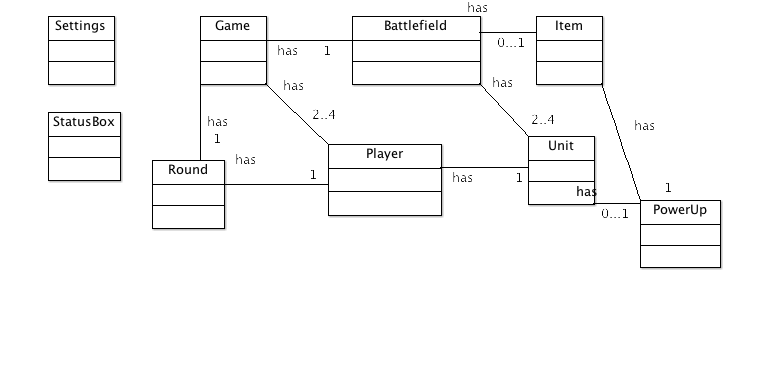 has
Settings
Game
Battlefield
Item
has
1
0...1
has
has
StatusBox
2..4
2..4
has
has
1
Unit
Player
has
Round
1
has
1
has
1
PowerUp
0...1